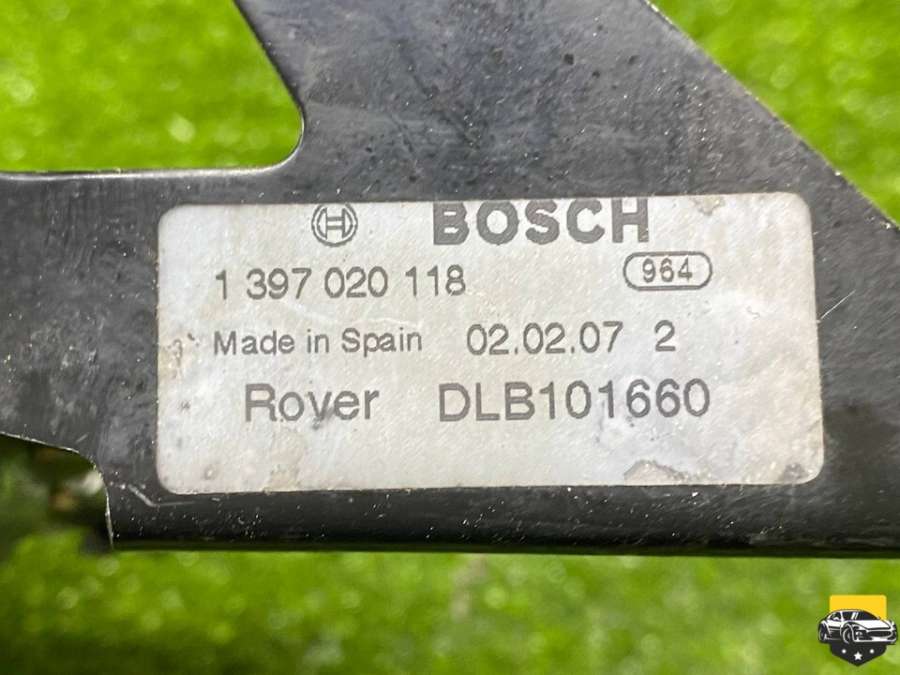 BOSCH
1 397 020 118 964
Made in Spain 02.02.07 2
Rover DLB101660